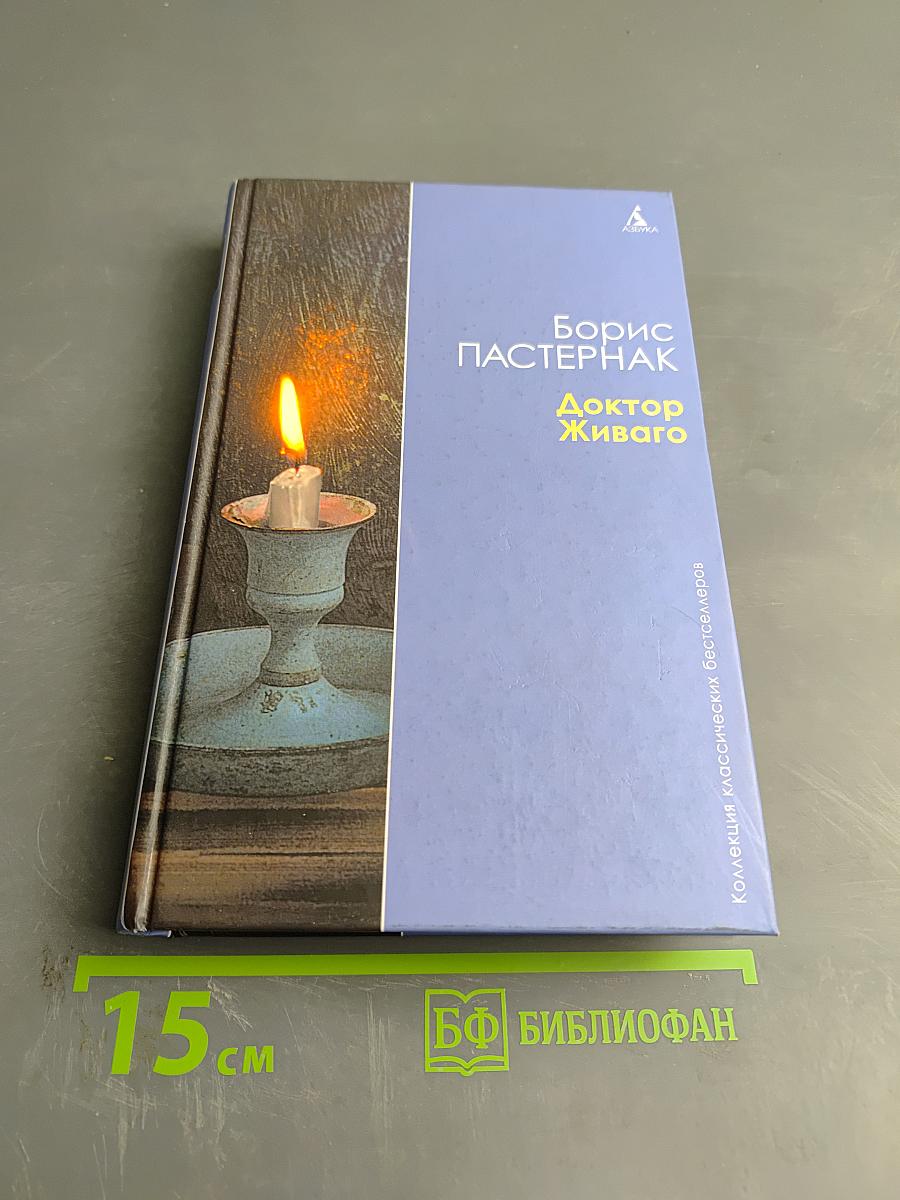 АЗБУКА
Борис
ПАСТЕРНАК
Доктор
Живаго
Коллекция классических бестселлеров
15 см
БФ БИБЛИОФАН